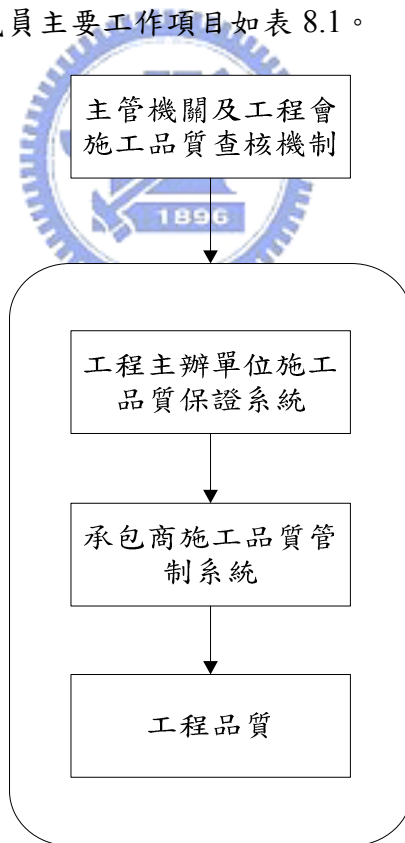 員主要工作項目如表 8.1。
主管機關及工程會
施工品質查核機制
1896
工程主辦單位施工
品質保證系統
承包商施工品質管
制系統
工程品質